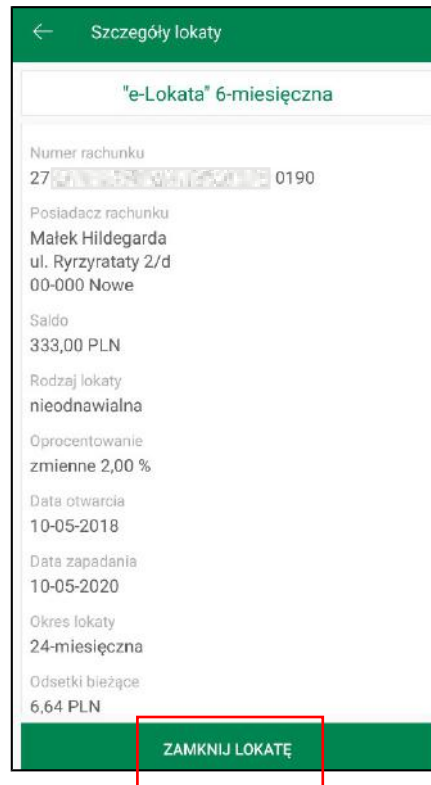 Szczegóły lokaty
"e-Lokata" 6-miesięczna
Numer rachunku
27 0190
Posiadacz rachunku
Małek Hildegarda
ul. Ryrzyrataty 2/d
00-000 Nowe
Saldo
333,00 PLN
Rodzaj lokaty
nieodnawialna
Oprocentowanie
zmienne 2,00 %
Data otwarcia
10-05-2018
Data zapadania
10-05-2020
Okres lokaty
24-miesięczna
Odsetki bieżące
6,64 PLN
ZAMKNIJ LOKATĘ